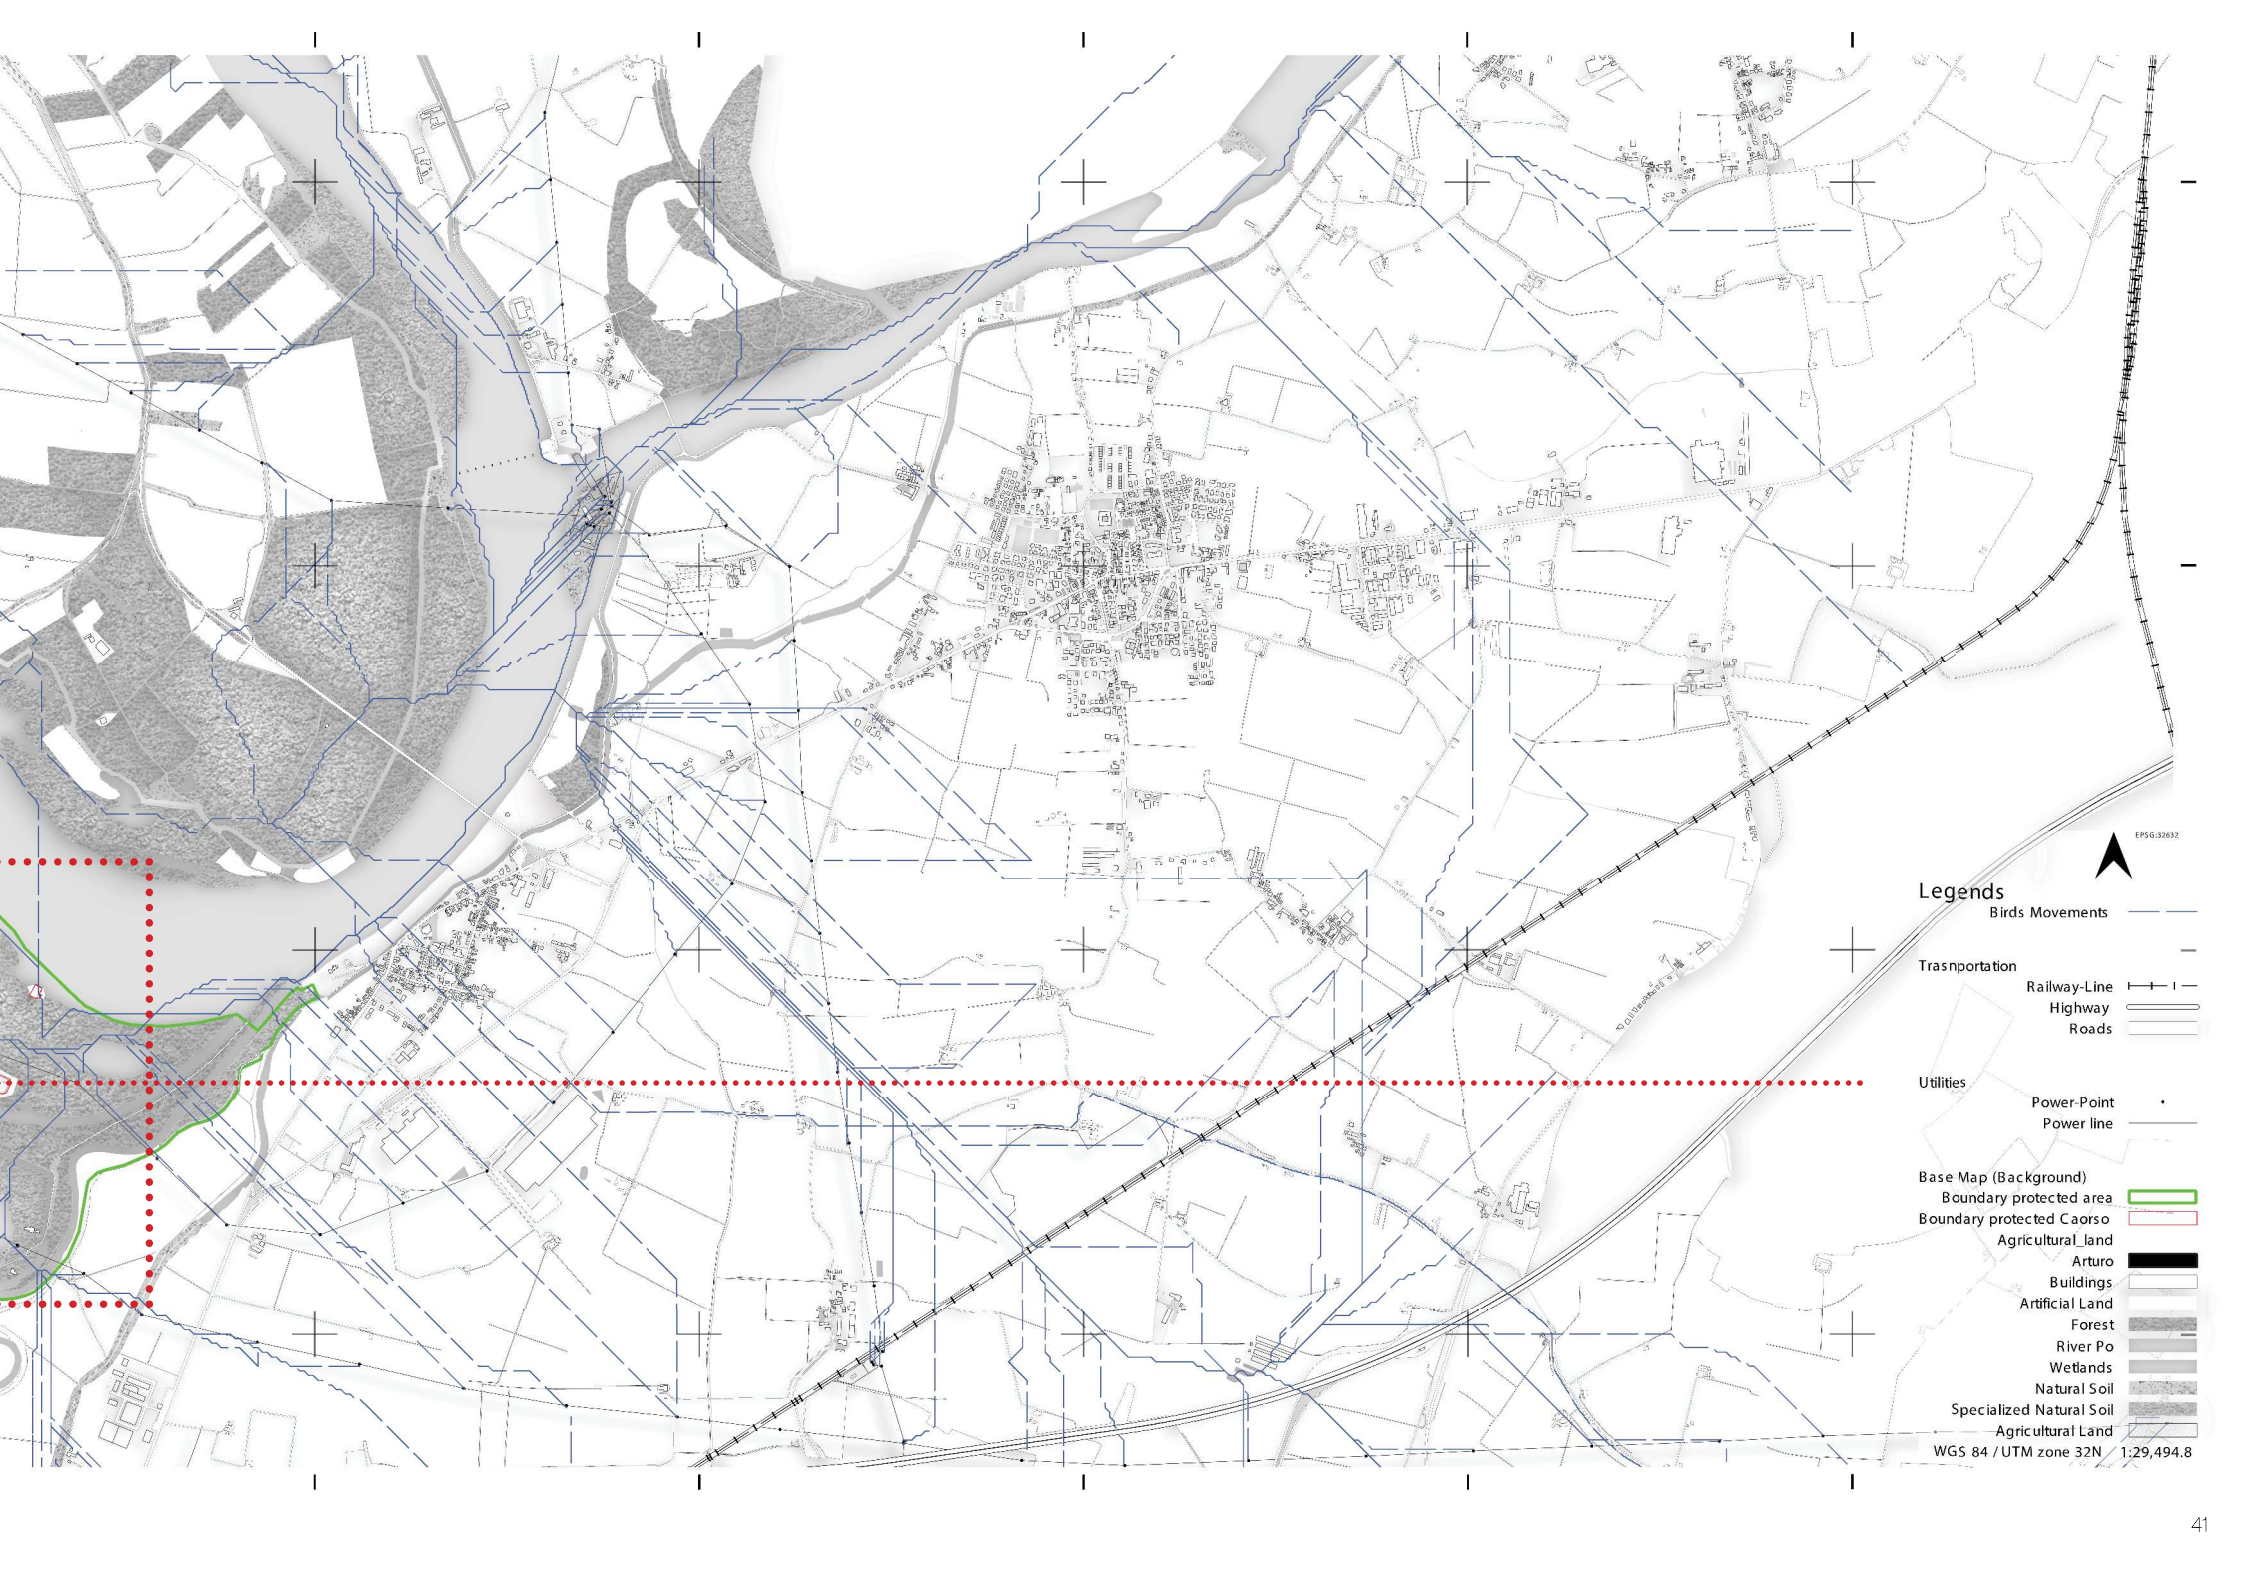 EPSG:32632
Legends
Birds Movements
Trasnportation
Railway-Line
Highway
Roads
Utilities
Power-Point
Power line
Base Map (Background)
Boundary protected area
Boundary protected Caorso
Agricultural_land
Arturo
Buildings
Artificial Land
Forest
River Po
Wetlands
Natural Soil
Specialized Natural Soil
Agricultural Land
WGS 84 / UTM zone 32N 1:29,494.8
41